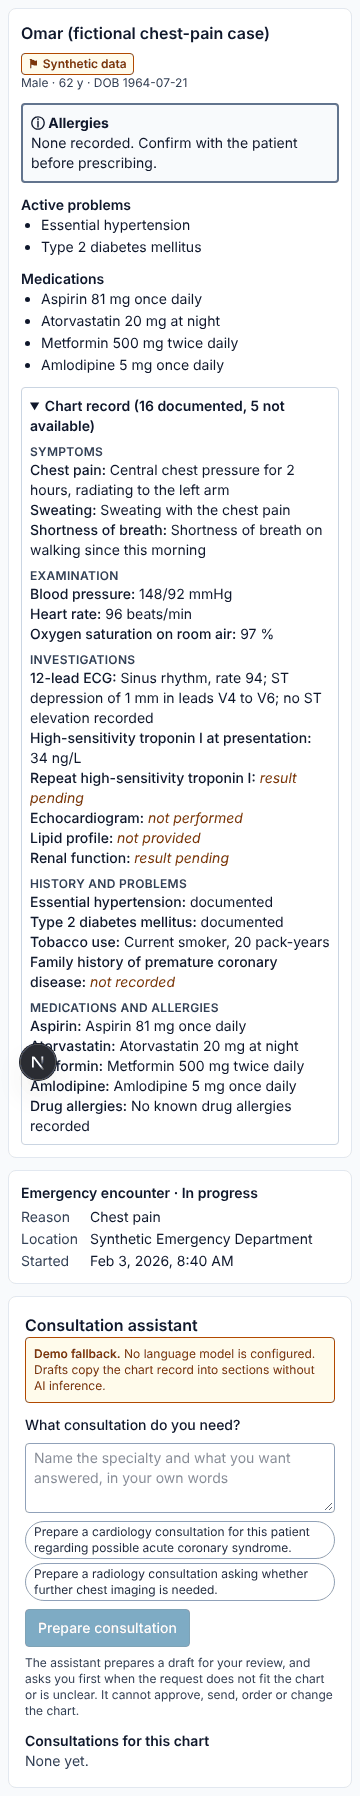 Omar (fictional chest-pain case)
⚑ Synthetic data
Male · 62 y · DOB 1964-07-21
ⓘ Allergies
None recorded. Confirm with the patient
before prescribing.
Active problems
• Essential hypertension
• Type 2 diabetes mellitus
Medications
• Aspirin 81 mg once daily
• Atorvastatin 20 mg at night
• Metformin 500 mg twice daily
• Amlodipine 5 mg once daily
▼ Chart record (16 documented, 5 not
available)
SYMPTOMS
Chest pain: Central chest pressure for 2
hours, radiating to the left arm
Sweating: Sweating with the chest pain
Shortness of breath: Shortness of breath on
walking since this morning
EXAMINATION
Blood pressure: 148/92 mmHg
Heart rate: 96 beats/min
Oxygen saturation on room air: 97 %
INVESTIGATIONS
12-lead ECG: Sinus rhythm, rate 94; ST
depression of 1 mm in leads V4 to V6; no ST
elevation recorded
High-sensitivity troponin I at presentation:
34 ng/L
Repeat high-sensitivity troponin I: result
pending
Echocardiogram: not performed
Lipid profile: not provided
Renal function: result pending
HISTORY AND PROBLEMS
Essential hypertension: documented
Type 2 diabetes mellitus: documented
Tobacco use: Current smoker, 20 pack-years
Family history of premature coronary
disease: not recorded
MEDICATIONS AND ALLERGIES
Aspirin: Aspirin 81 mg once daily
Atorvastatin: Atorvastatin 20 mg at night
N
formin: Metformin 500 mg twice daily
Amlodipine: Amlodipine 5 mg once daily
Drug allergies: No known drug allergies
recorded
Emergency encounter · In progress
Reason Chest pain
Location Synthetic Emergency Department
Started Feb 3, 2026, 8:40 AM
Consultation assistant
Demo fallback. No language model is configured.
Drafts copy the chart record into sections without
AI inference.
What consultation do you need?
Name the specialty and what you want
answered, in your own words
Prepare a cardiology consultation for this patient
regarding possible acute coronary syndrome.
Prepare a radiology consultation asking whether
further chest imaging is needed.
Prepare consultation
The assistant prepares a draft for your review, and
asks you first when the request does not fit the chart
or is unclear. It cannot approve, send, order or change
the chart.
Consultations for this chart
None yet.